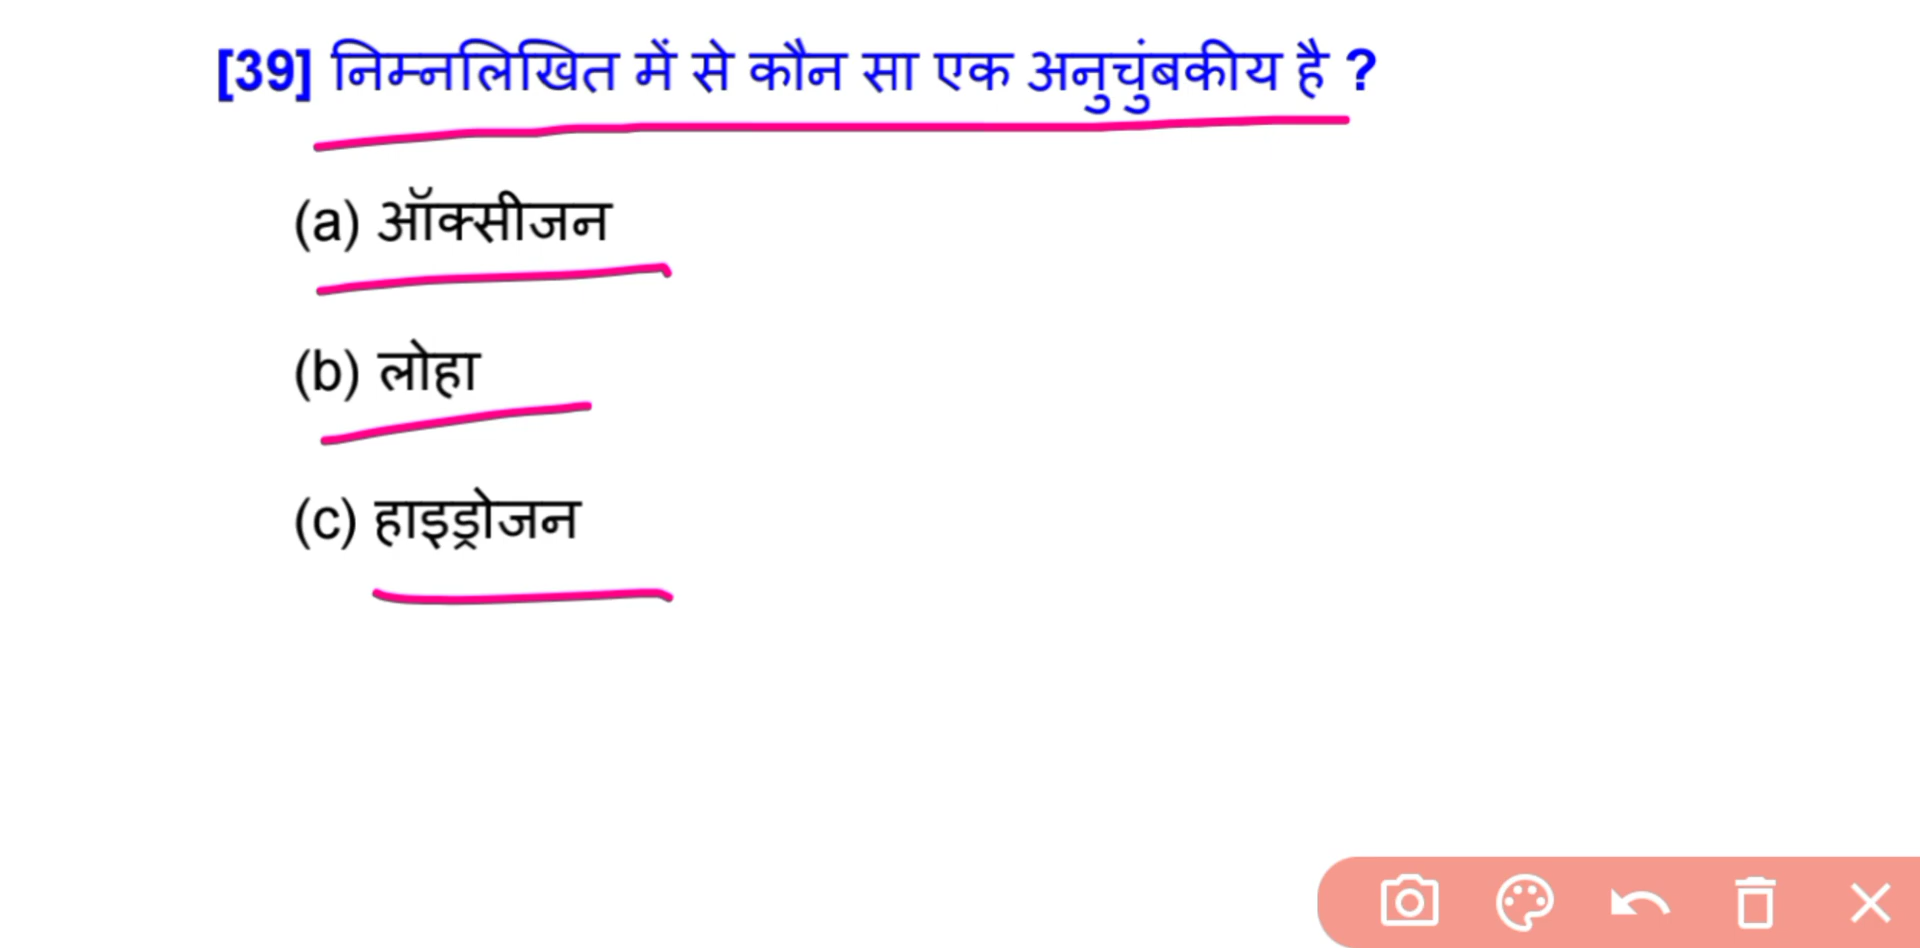 [39] निम्नलिखित में से कौन सा एक अनुचुंबकीय है ?
(a) ऑक्सीजन
(b) लोहा
(c) हाइड्रोजन